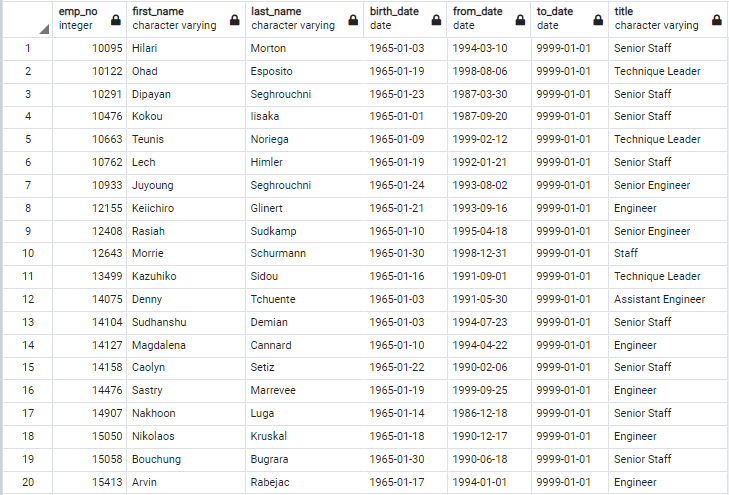 emp_no first_name last_name birth_date from_date to_date title
integer character varying character varying date date date character varying
1 10095 Hilari Morton 1965-01-03 1994-03-10 9999-01-01 Senior Staff
2 10122 Ohad Esposito 1965-01-19 1998-08-06 9999-01-01 Technique Leader
3 10291 Dipayan Seghrouchni 1965-01-23 1987-03-30 9999-01-01 Senior Staff
4 10476 Kokou Iisaka 1965-01-01 1987-09-20 9999-01-01 Senior Staff
5 10663 Teunis Noriega 1965-01-09 1999-02-12 9999-01-01 Technique Leader
6 10762 Lech Himler 1965-01-19 1992-01-21 9999-01-01 Senior Staff
7 10933 Juyoung Seghrouchni 1965-01-24 1993-08-02 9999-01-01 Senior Engineer
8 12155 Keiichiro Glinert 1965-01-21 1993-09-16 9999-01-01 Engineer
9 12408 Rasiah Sudkamp 1965-01-10 1995-04-18 9999-01-01 Senior Engineer
10 12643 Morrie Schurmann 1965-01-30 1998-12-31 9999-01-01 Staff
11 13499 Kazuhiko Sidou 1965-01-16 1991-09-01 9999-01-01 Technique Leader
12 14075 Denny Tchuente 1965-01-03 1991-05-30 9999-01-01 Assistant Engineer
13 14104 Sudhanshu Demian 1965-01-03 1994-07-23 9999-01-01 Senior Staff
14 14127 Magdalena Cannard 1965-01-10 1994-04-22 9999-01-01 Engineer
15 14158 Caolyn Setiz 1965-01-22 1990-02-06 9999-01-01 Senior Staff
16 14476 Sastry Marrevee 1965-01-19 1999-09-25 9999-01-01 Engineer
17 14907 Nakhoon Luga 1965-01-14 1986-12-18 9999-01-01 Senior Staff
18 15050 Nikolaos Kruskal 1965-01-18 1990-12-17 9999-01-01 Engineer
19 15058 Bouchung Bugrara 1965-01-30 1990-06-18 9999-01-01 Senior Staff
20 15413 Arvin Rabejac 1965-01-17 1994-01-01 9999-01-01 Engineer